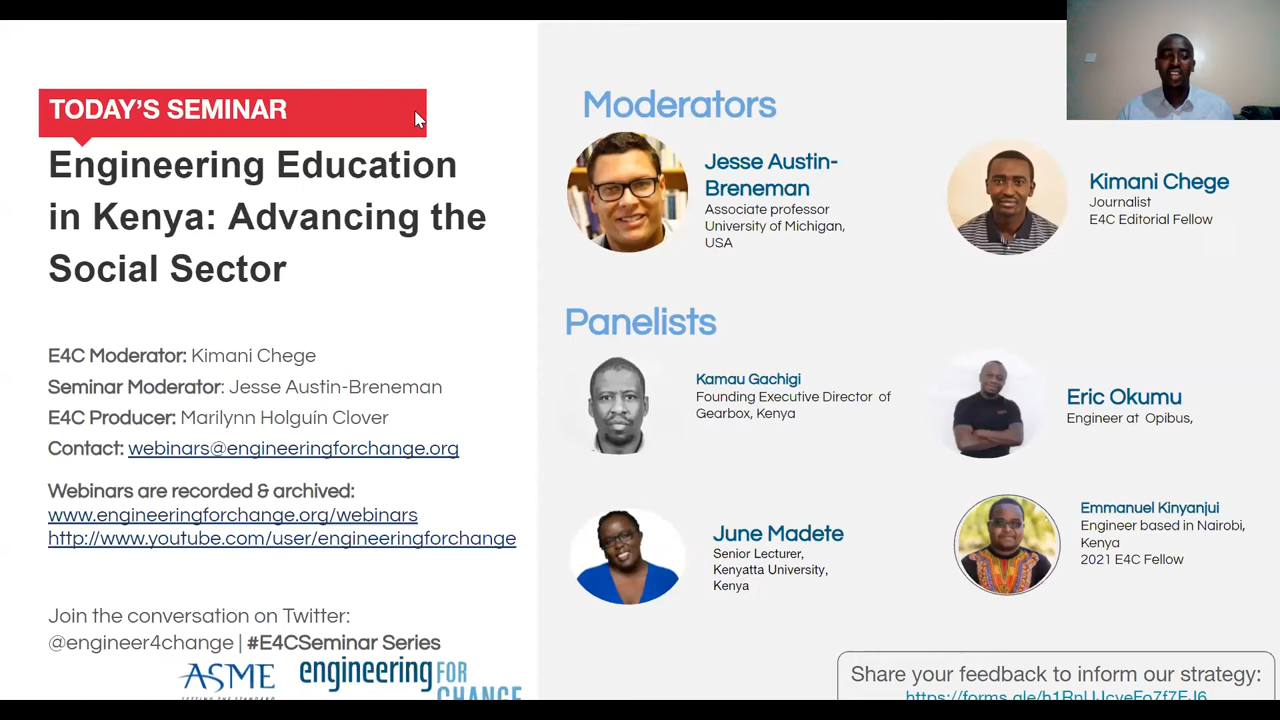 TODAY'S SEMINAR
Engineering Education
in Kenya: Advancing the
Social Sector
E4C Moderator: Kimani Chege
Seminar Moderator: Jesse Austin-Breneman
E4C Producer: Marilynn Holguín Clover
Contact: webinars@engineeringforchange.org
Webinars are recorded & archived:
www.engineeringforchange.org/webinars
http://www.youtube.com/user/engineeringforchange
Join the conversation on Twitter:
@engineer4change | #E4CSeminar Series
ASME
engineering FOR
CHANGE
Moderators
Jesse Austin-
Breneman
Associate professor
University of Michigan,
USA
Kimani Chege
Journalist
E4C Editorial Fellow
Panelists
Kamau Gachigi
Founding Executive Director of
Gearbox, Kenya
Eric Okumu
Engineer at Opibus,
June Madete
Senior Lecturer,
Kenyatta University,
Kenya
Emmanuel Kinyanjui
Engineer based in Nairobi,
Kenya
2021 E4C Fellow
Share your feedback to inform our strategy: